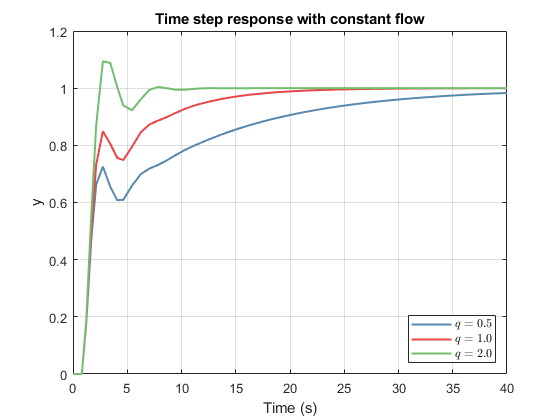 Time step response with constant flow
1.2
1
0.8
0.6
0.4
0.2
0
y
0 5 10 15 20 25 30 35 40
Time (s)
q = 0.5
q = 1.0
q = 2.0